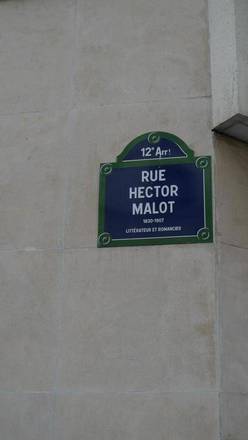 12e Arrt
RUE
HECTOR
MALOT
1830-1907
LITTÉRATEUR ET ROMANCIER